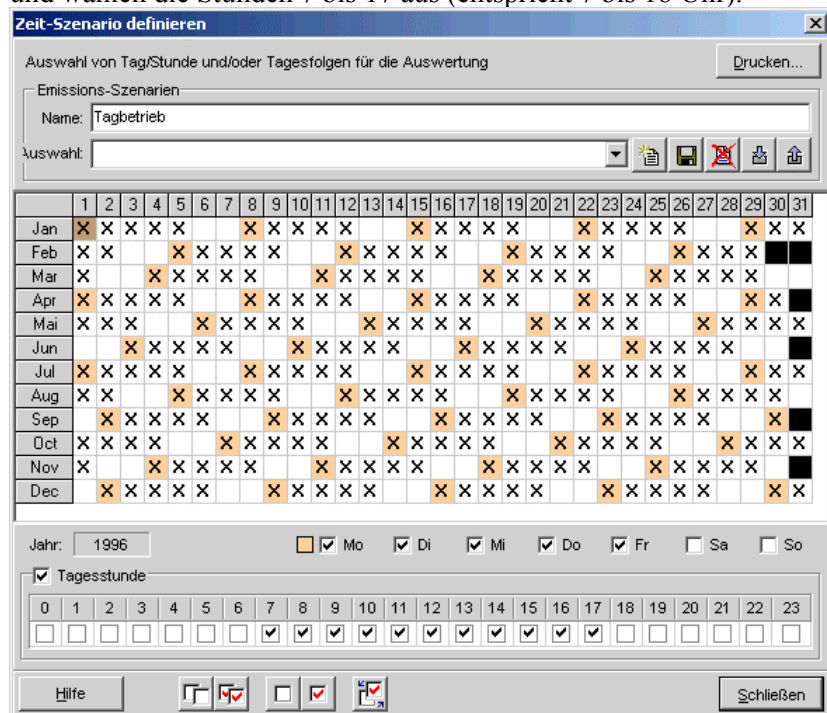 und wählen die Stunden 7 bis 17 aus (entspricht 7 bis 18 Uhr):
Zeit-Szenario definieren
Auswahl von Tag/Stunde und/oder Tagesfolgen für die Auswertung
Drucken...
Emissions-Szenarien
Name: Tagbetrieb
Auswahl:
1 2 3 4 5 6 7 8 9 10 11 12 13 14 15 16 17 18 19 20 21 22 23 24 25 26 27 28 29 30 31
Jan X X X X X X X X X X X X X X X X X X X X X X X
Feb X X X X X X X X X X X X X X X X X X X X X
Mar X X X X X X X X X X X X X X X X X X X X X
Apr X X X X X X X X X X X X X X X X X X X X X X
Mai X X X X X X X X X X X X X X X X X X X X X X X
Jun X X X X X X X X X X X X X X X X X X X X
Jul X X X X X X X X X X X X X X X X X X X X X X X
Aug X X X X X X X X X X X X X X X X X X X X X X
Sep X X X X X X X X X X X X X X X X X X X X X
Oct X X X X X X X X X X X X X X X X X X X X X X X
Nov X X X X X X X X X X X X X X X X X X X X X
Dec X X X X X X X X X X X X X X X X X X X X X X
Jahr: 1996 Mo Di Mi Do Fr Sa So
Tagesstunde
0 1 2 3 4 5 6 7 8 9 10 11 12 13 14 15 16 17 18 19 20 21 22 23
Hilfe
Schließen